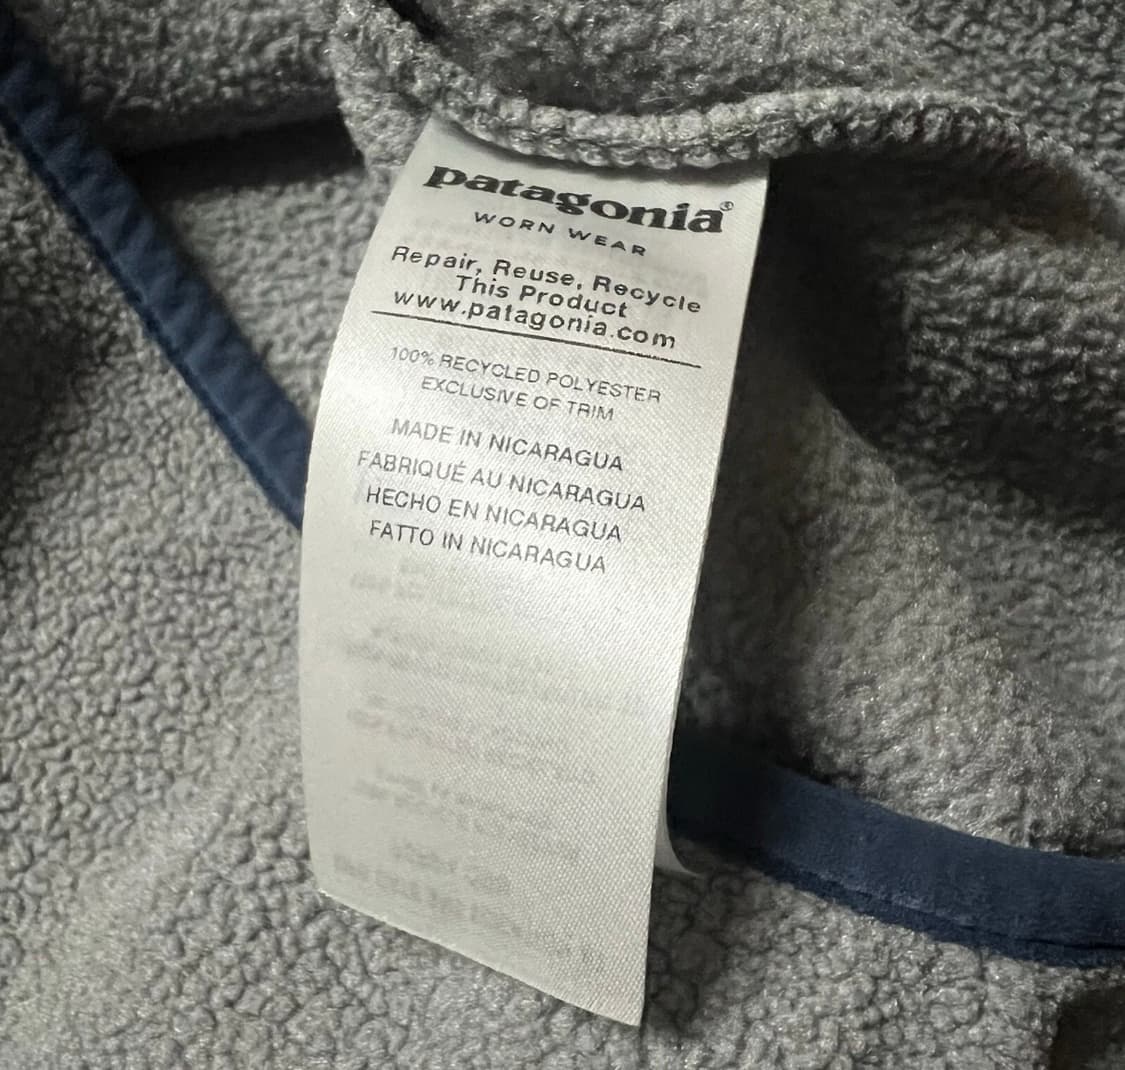 patagonia®
WORN WEAR
Repair, Reuse, Recycle
This Product
www.patagonia.com
100% RECYCLED POLYESTER
EXCLUSIVE OF TRIM
MADE IN NICARAGUA
FABRIQUÉ AU NICARAGUA
HECHO EN NICARAGUA
FATTO IN NICARAGUA